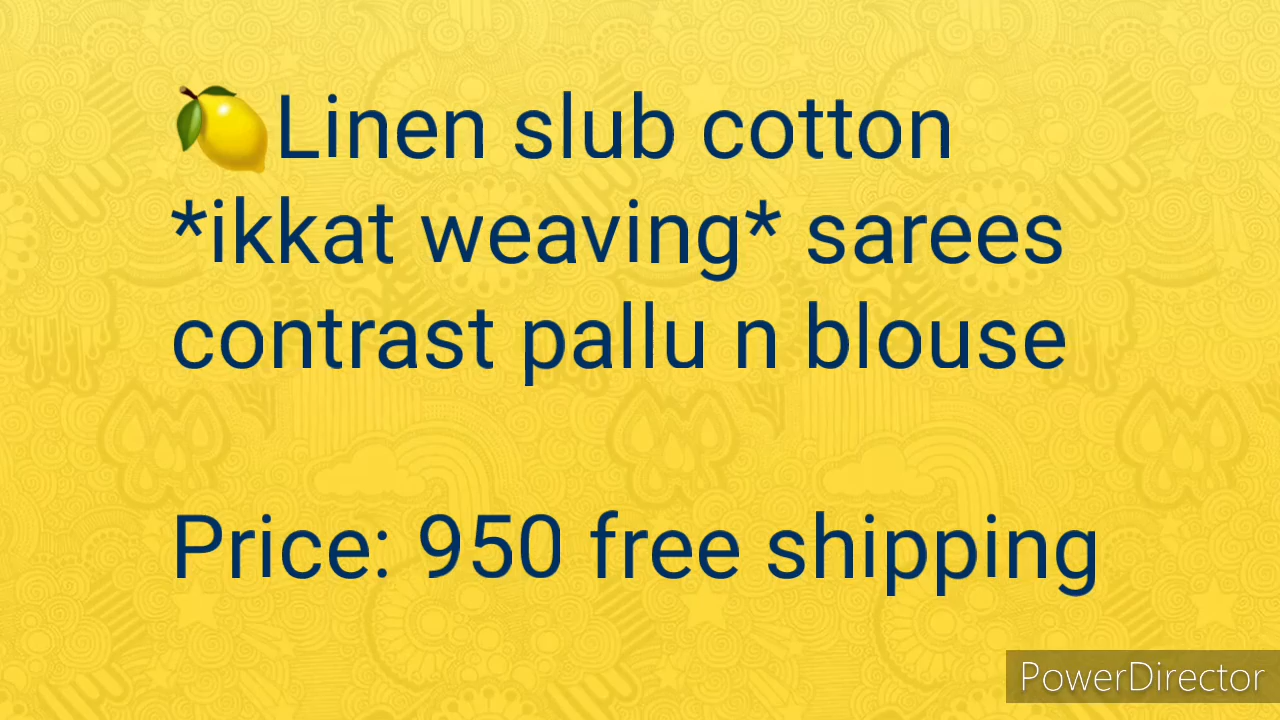 🍋Linen slub cotton
*ikkat weaving* sarees
contrast pallu n blouse
Price: 950 free shipping
PowerDirector